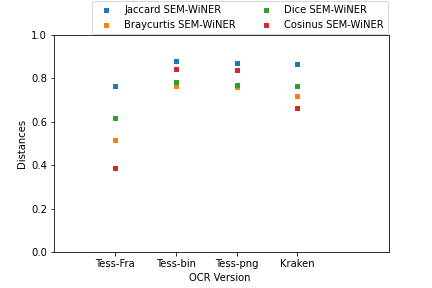 Jaccard SEM-WiNER Dice SEM-WiNER
Braycurtis SEM-WiNER Cosinus SEM-WiNER
1.0
0.8
0.6
0.4
0.2
0.0
Distances
Tess-Fra Tess-bin Tess-png Kraken
OCR Version